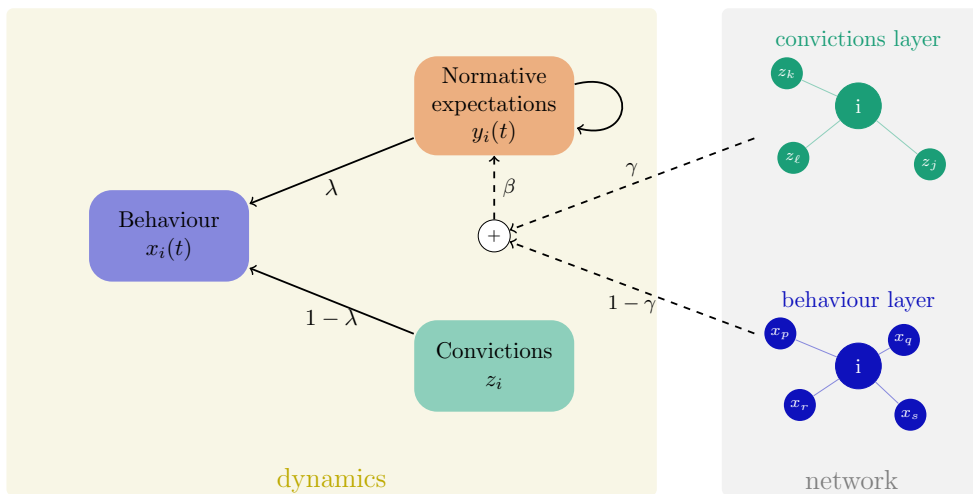 Normative
expectations
y_i(t)
λ
β
Behaviour
x_i(t)
+
1 − λ
Convictions
z_i
dynamics
γ
1 − γ
convictions layer
z_k
i
z_ℓ
z_j
behaviour layer
x_p
x_q
i
x_r
x_s
network